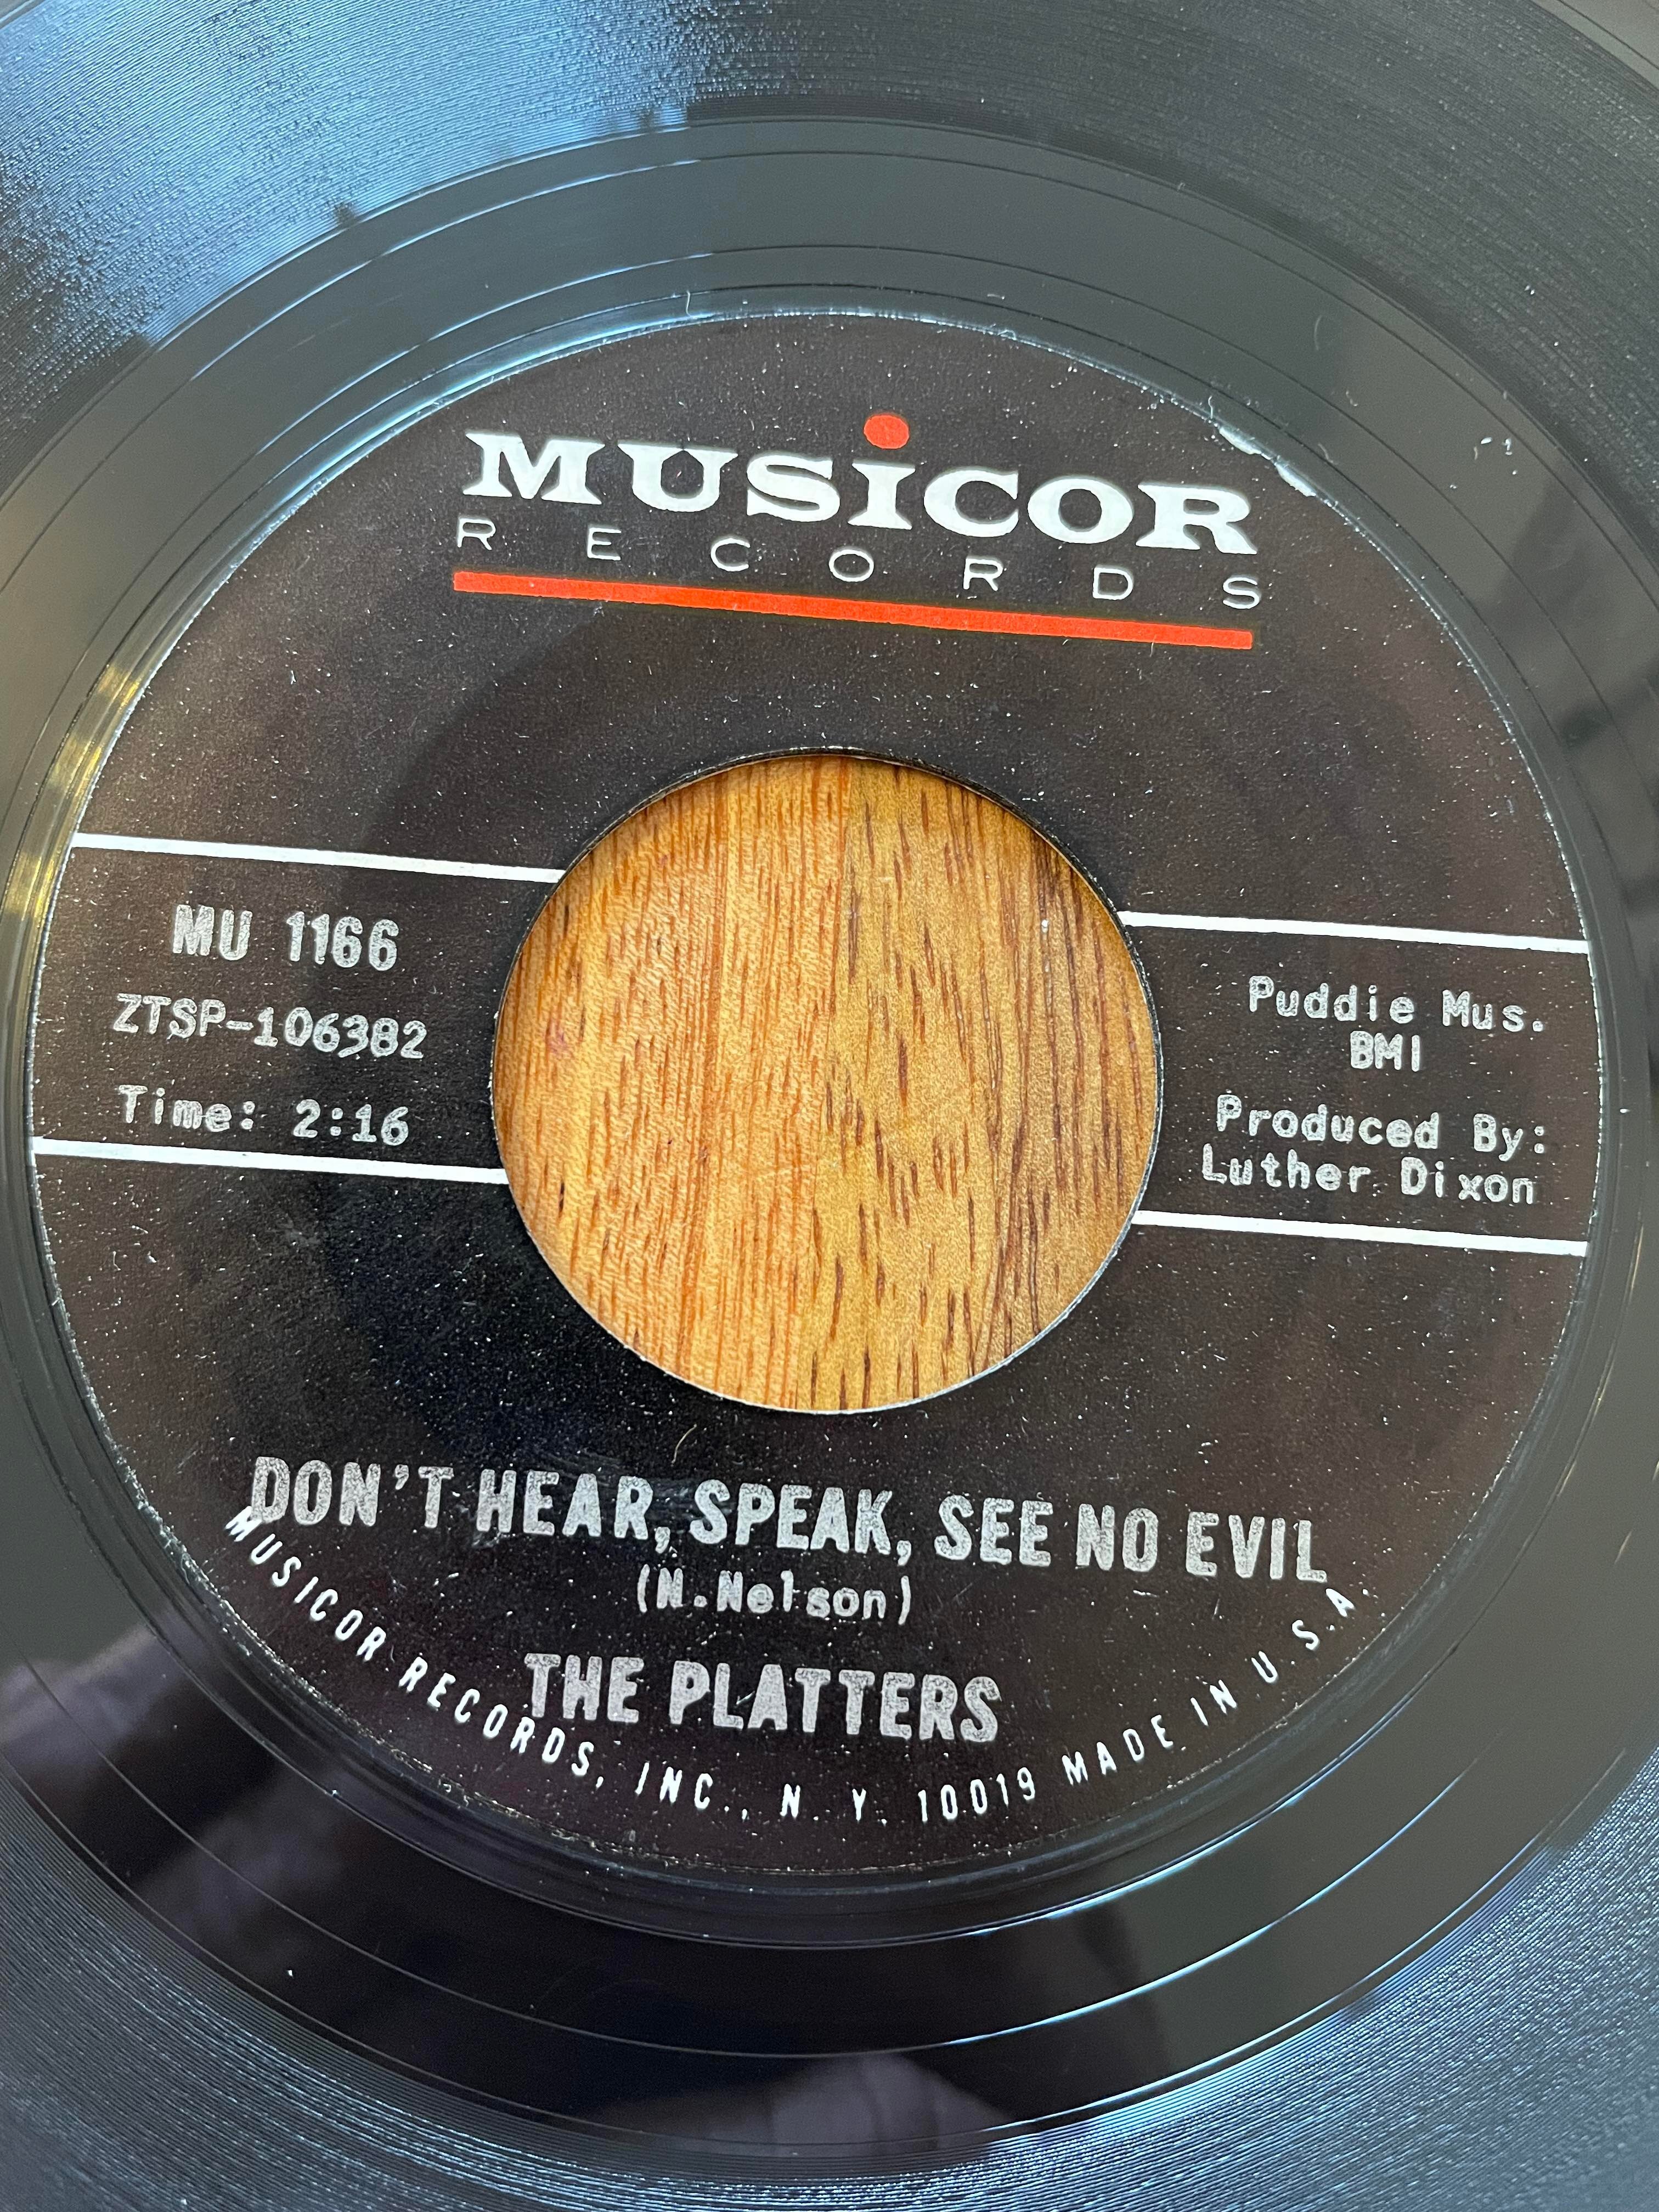 MUSiCOR
RECORDS
MU 1166
ZTSP-106382
Time: 2:16
Puddie Mus.
BMI
Produced By:
Luther Dixon
DON'T HEAR, SPEAK, SEE NO EVIL
(N.Nelson)
THE PLATTERS
MUSICOR RECORDS, INC., N. Y. 10019 MADE IN U.S.A.